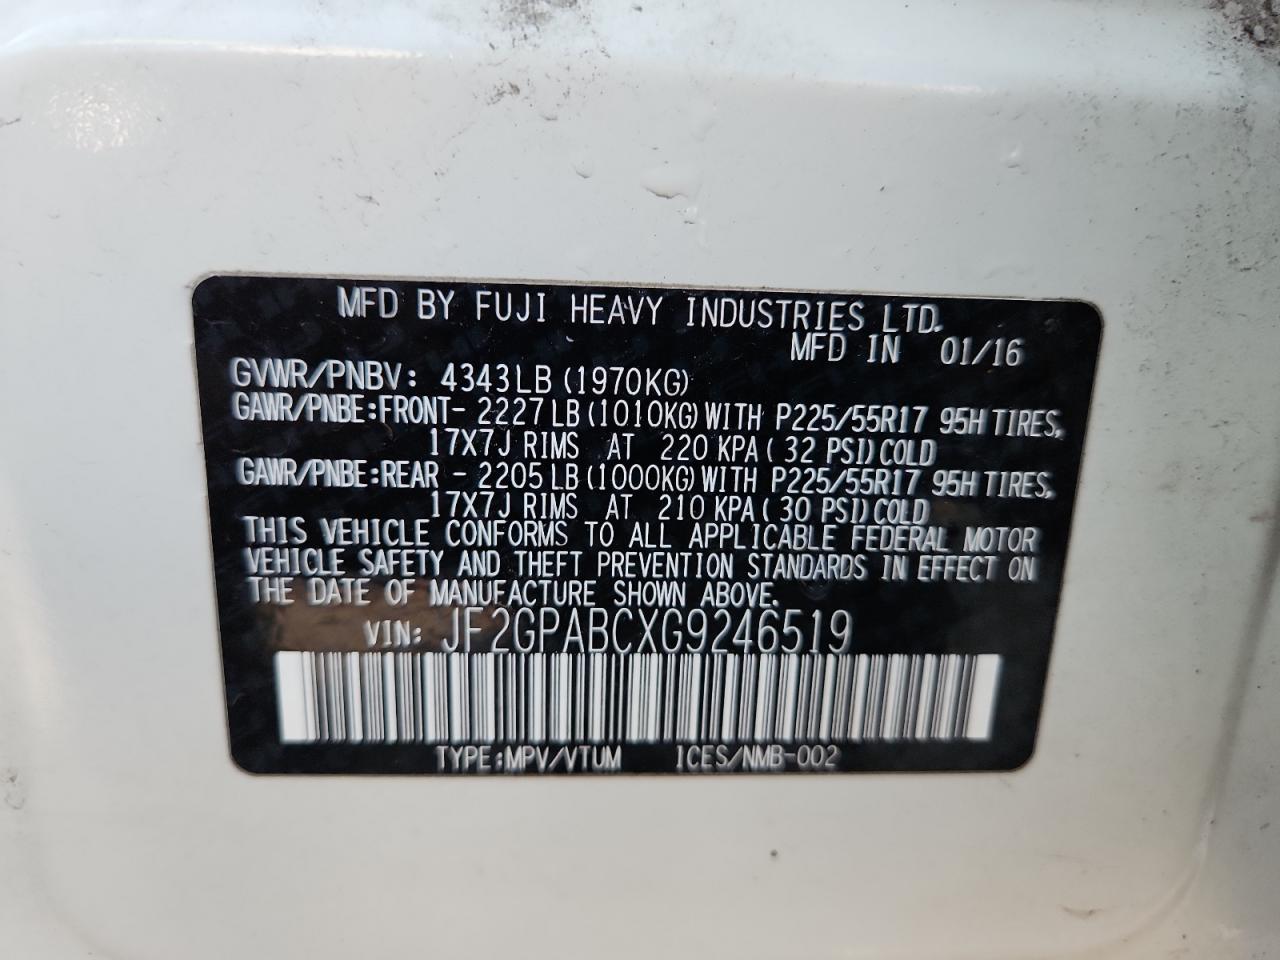 MFD BY FUJI HEAVY INDUSTRIES LTD.
MFD IN 01/16
GVWR/PNBV: 4343LB (1970KG)
GAWR/PNBE:FRONT- 2227LB (1010KG) WITH P225/55R17 95H TIRES,
17X7J RIMS AT 220 KPA ( 32 PSI) COLD
GAWR/PNBE:REAR - 2205LB (1000KG) WITH P225/55R17 95H TIRES,
17X7J RIMS AT 210 KPA ( 30 PSI) COLD
THIS VEHICLE CONFORMS TO ALL APPLICABLE FEDERAL MOTOR
VEHICLE SAFETY AND THEFT PREVENTION STANDARDS IN EFFECT ON
THE DATE OF MANUFACTURE SHOWN ABOVE.
VIN: JF2GPABCXG9246519
TYPE:MPV/VTUM ICES/NMB-002